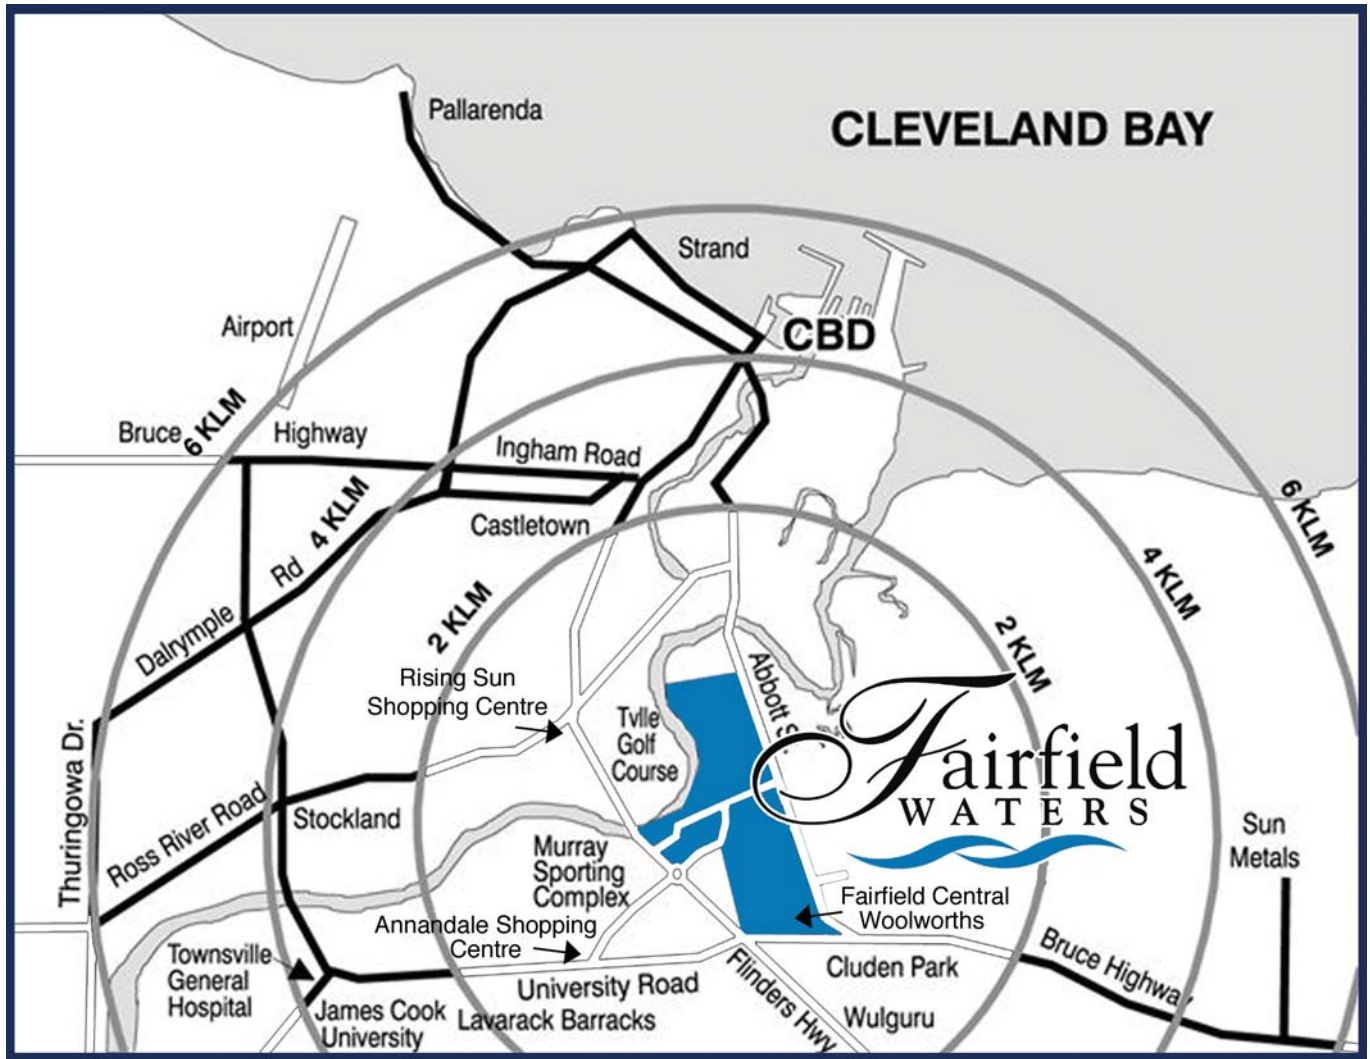 Pallarenda
CLEVELAND BAY
Strand
Airport
CBD
6 KLM
Bruce
Highway
Ingham Road
4 KLM
Castletown
6 KLM
4 KLM
Rd
Dalrymple
2 KLM
2 KLM
Rising Sun
Shopping Centre
Abbott S
Tvlle
Golf
Course
Fairfield
WATERS
Thuringowa Dr.
Ross River Road
Stockland
Sun
Metals
Murray
Sporting
Complex
Fairfield Central
Woolworths
Annandale Shopping
Centre
Townsville
General
Hospital
Bruce Highway
Cluden Park
University Road
Flinders Hwy
James Cook
University
Lavarack Barracks
Wulguru